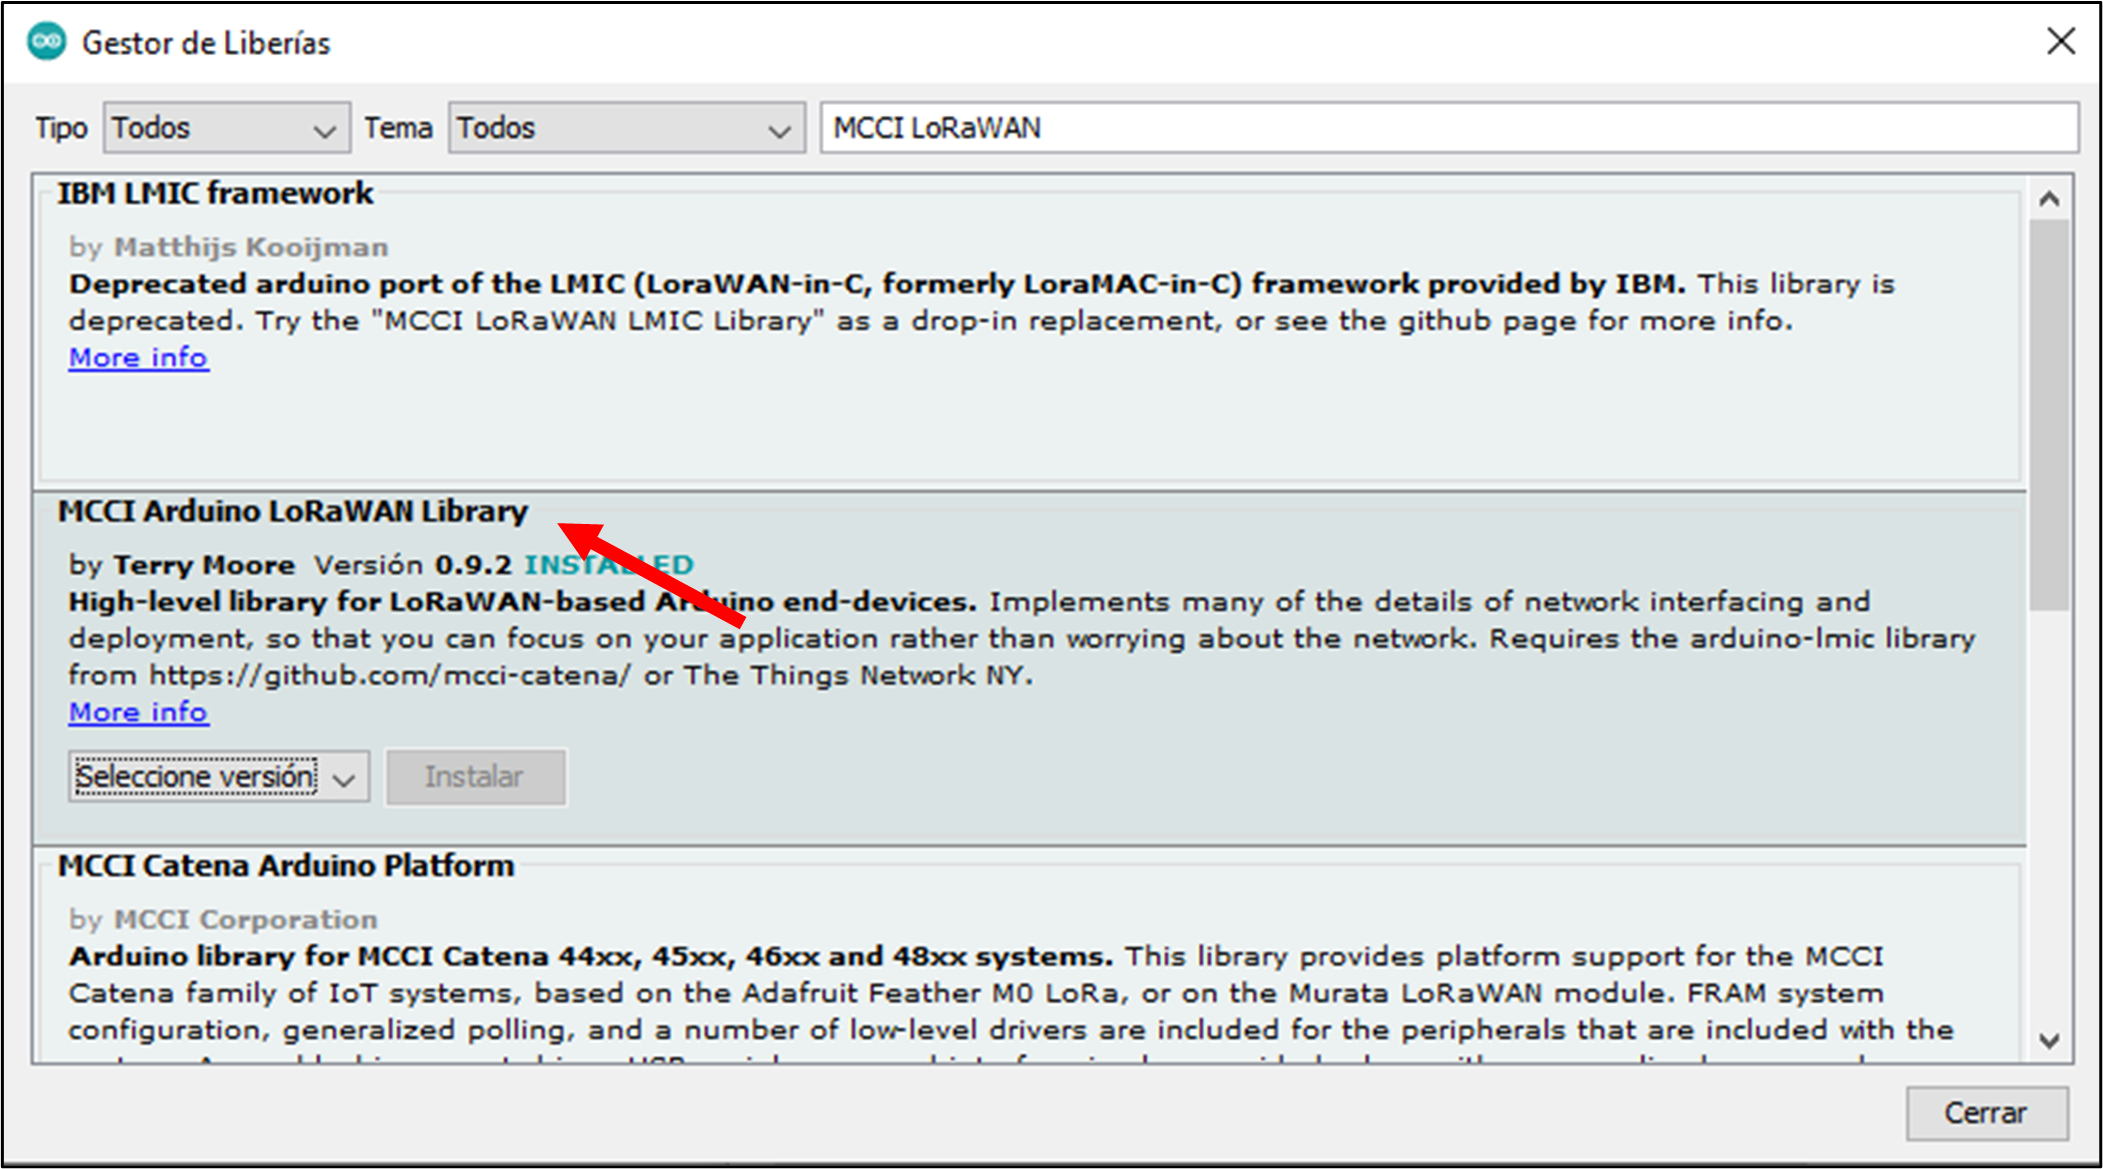 Gestor de Liberías
Tipo Todos Tema Todos MCCI LoRaWAN
IBM LMIC framework
by Matthijs Kooijman
Deprecated arduino port of the LMIC (LoraWAN-in-C, formerly LoraMAC-in-C) framework provided by IBM. This library is
deprecated. Try the "MCCI LoRaWAN LMIC Library" as a drop-in replacement, or see the github page for more info.
More info
MCCI Arduino LoRaWAN Library
by Terry Moore Versión 0.9.2 INSTALLED
High-level library for LoRaWAN-based Arduino end-devices. Implements many of the details of network interfacing and
deployment, so that you can focus on your application rather than worrying about the network. Requires the arduino-lmic library
from https://github.com/mcci-catena/ or The Things Network NY.
More info
Seleccione versión Instalar
MCCI Catena Arduino Platform
by MCCI Corporation
Arduino library for MCCI Catena 44xx, 45xx, 46xx and 48xx systems. This library provides platform support for the MCCI
Catena family of IoT systems, based on the Adafruit Feather M0 LoRa, or on the Murata LoRaWAN module. FRAM system
configuration, generalized polling, and a number of low-level drivers are included for the peripherals that are included with the
Cerrar